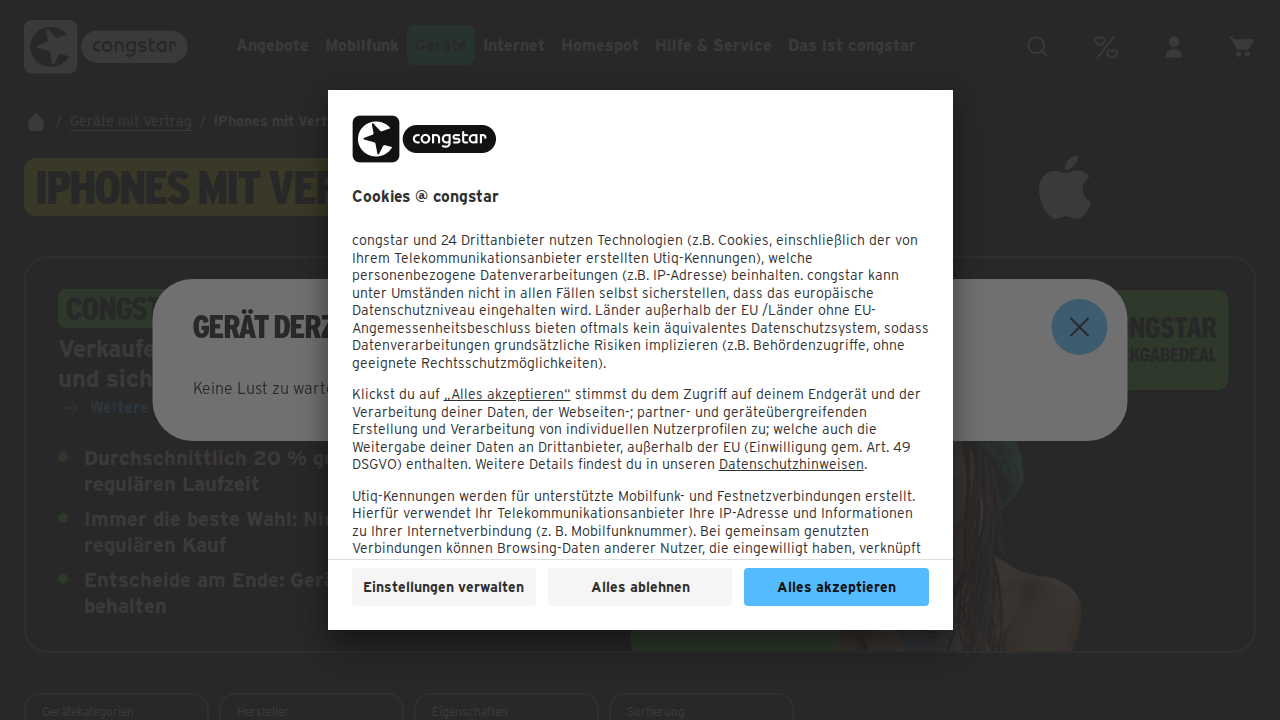 congstar
Angebote Mobilfunk Geräte Internet Homespot Hilfe & Service Das ist congstar
/ Geräte mit Vertrag / iPhones mit Vert
IPHONES MIT VER
CONGST
Verkaufe
und sich
Weitere
GERÄT DERZ
Keine Lust zu warte
NGSTAR
CKGABEDEAL
Durchschnittlich 20 % ge
regulären Laufzeit
Immer die beste Wahl: Ni
regulären Kauf
Entscheide am Ende: Gerä
behalten
congstar
Cookies @ congstar
congstar und 24 Drittanbieter nutzen Technologien (z.B. Cookies, einschließlich der von
Ihrem Telekommunikationsanbieter erstellten Utiq-Kennungen), welche
personenbezogene Datenverarbeitungen (z.B. IP-Adresse) beinhalten. congstar kann
unter Umständen nicht in allen Fällen selbst sicherstellen, dass das europäische
Datenschutzniveau eingehalten wird. Länder außerhalb der EU /Länder ohne EU-
Angemessenheitsbeschluss bieten oftmals kein äquivalentes Datenschutzsystem, sodass
Datenverarbeitungen grundsätzliche Risiken implizieren (z.B. Behördenzugriffe, ohne
geeignete Rechtsschutzmöglichkeiten).
Klickst du auf „Alles akzeptieren“ stimmst du dem Zugriff auf deinem Endgerät und der
Verarbeitung deiner Daten, der Webseiten-; partner- und geräteübergreifenden
Erstellung und Verarbeitung von individuellen Nutzerprofilen zu; welche auch die
Weitergabe deiner Daten an Drittanbieter, außerhalb der EU (Einwilligung gem. Art. 49
DSGVO) enthalten. Weitere Details findest du in unseren Datenschutzhinweisen.
Utiq-Kennungen werden für unterstützte Mobilfunk- und Festnetzverbindungen erstellt.
Hierfür verwendet Ihr Telekommunikationsanbieter Ihre IP-Adresse und Informationen
zu Ihrer Internetverbindung (z. B. Mobilfunknummer). Bei gemeinsam genutzten
Verbindungen können Browsing-Daten anderer Nutzer, die eingewilligt haben, verknüpft
Einstellungen verwalten Alles ablehnen Alles akzeptieren
Gerätekategorien Hersteller Eigenschaften Sortierung